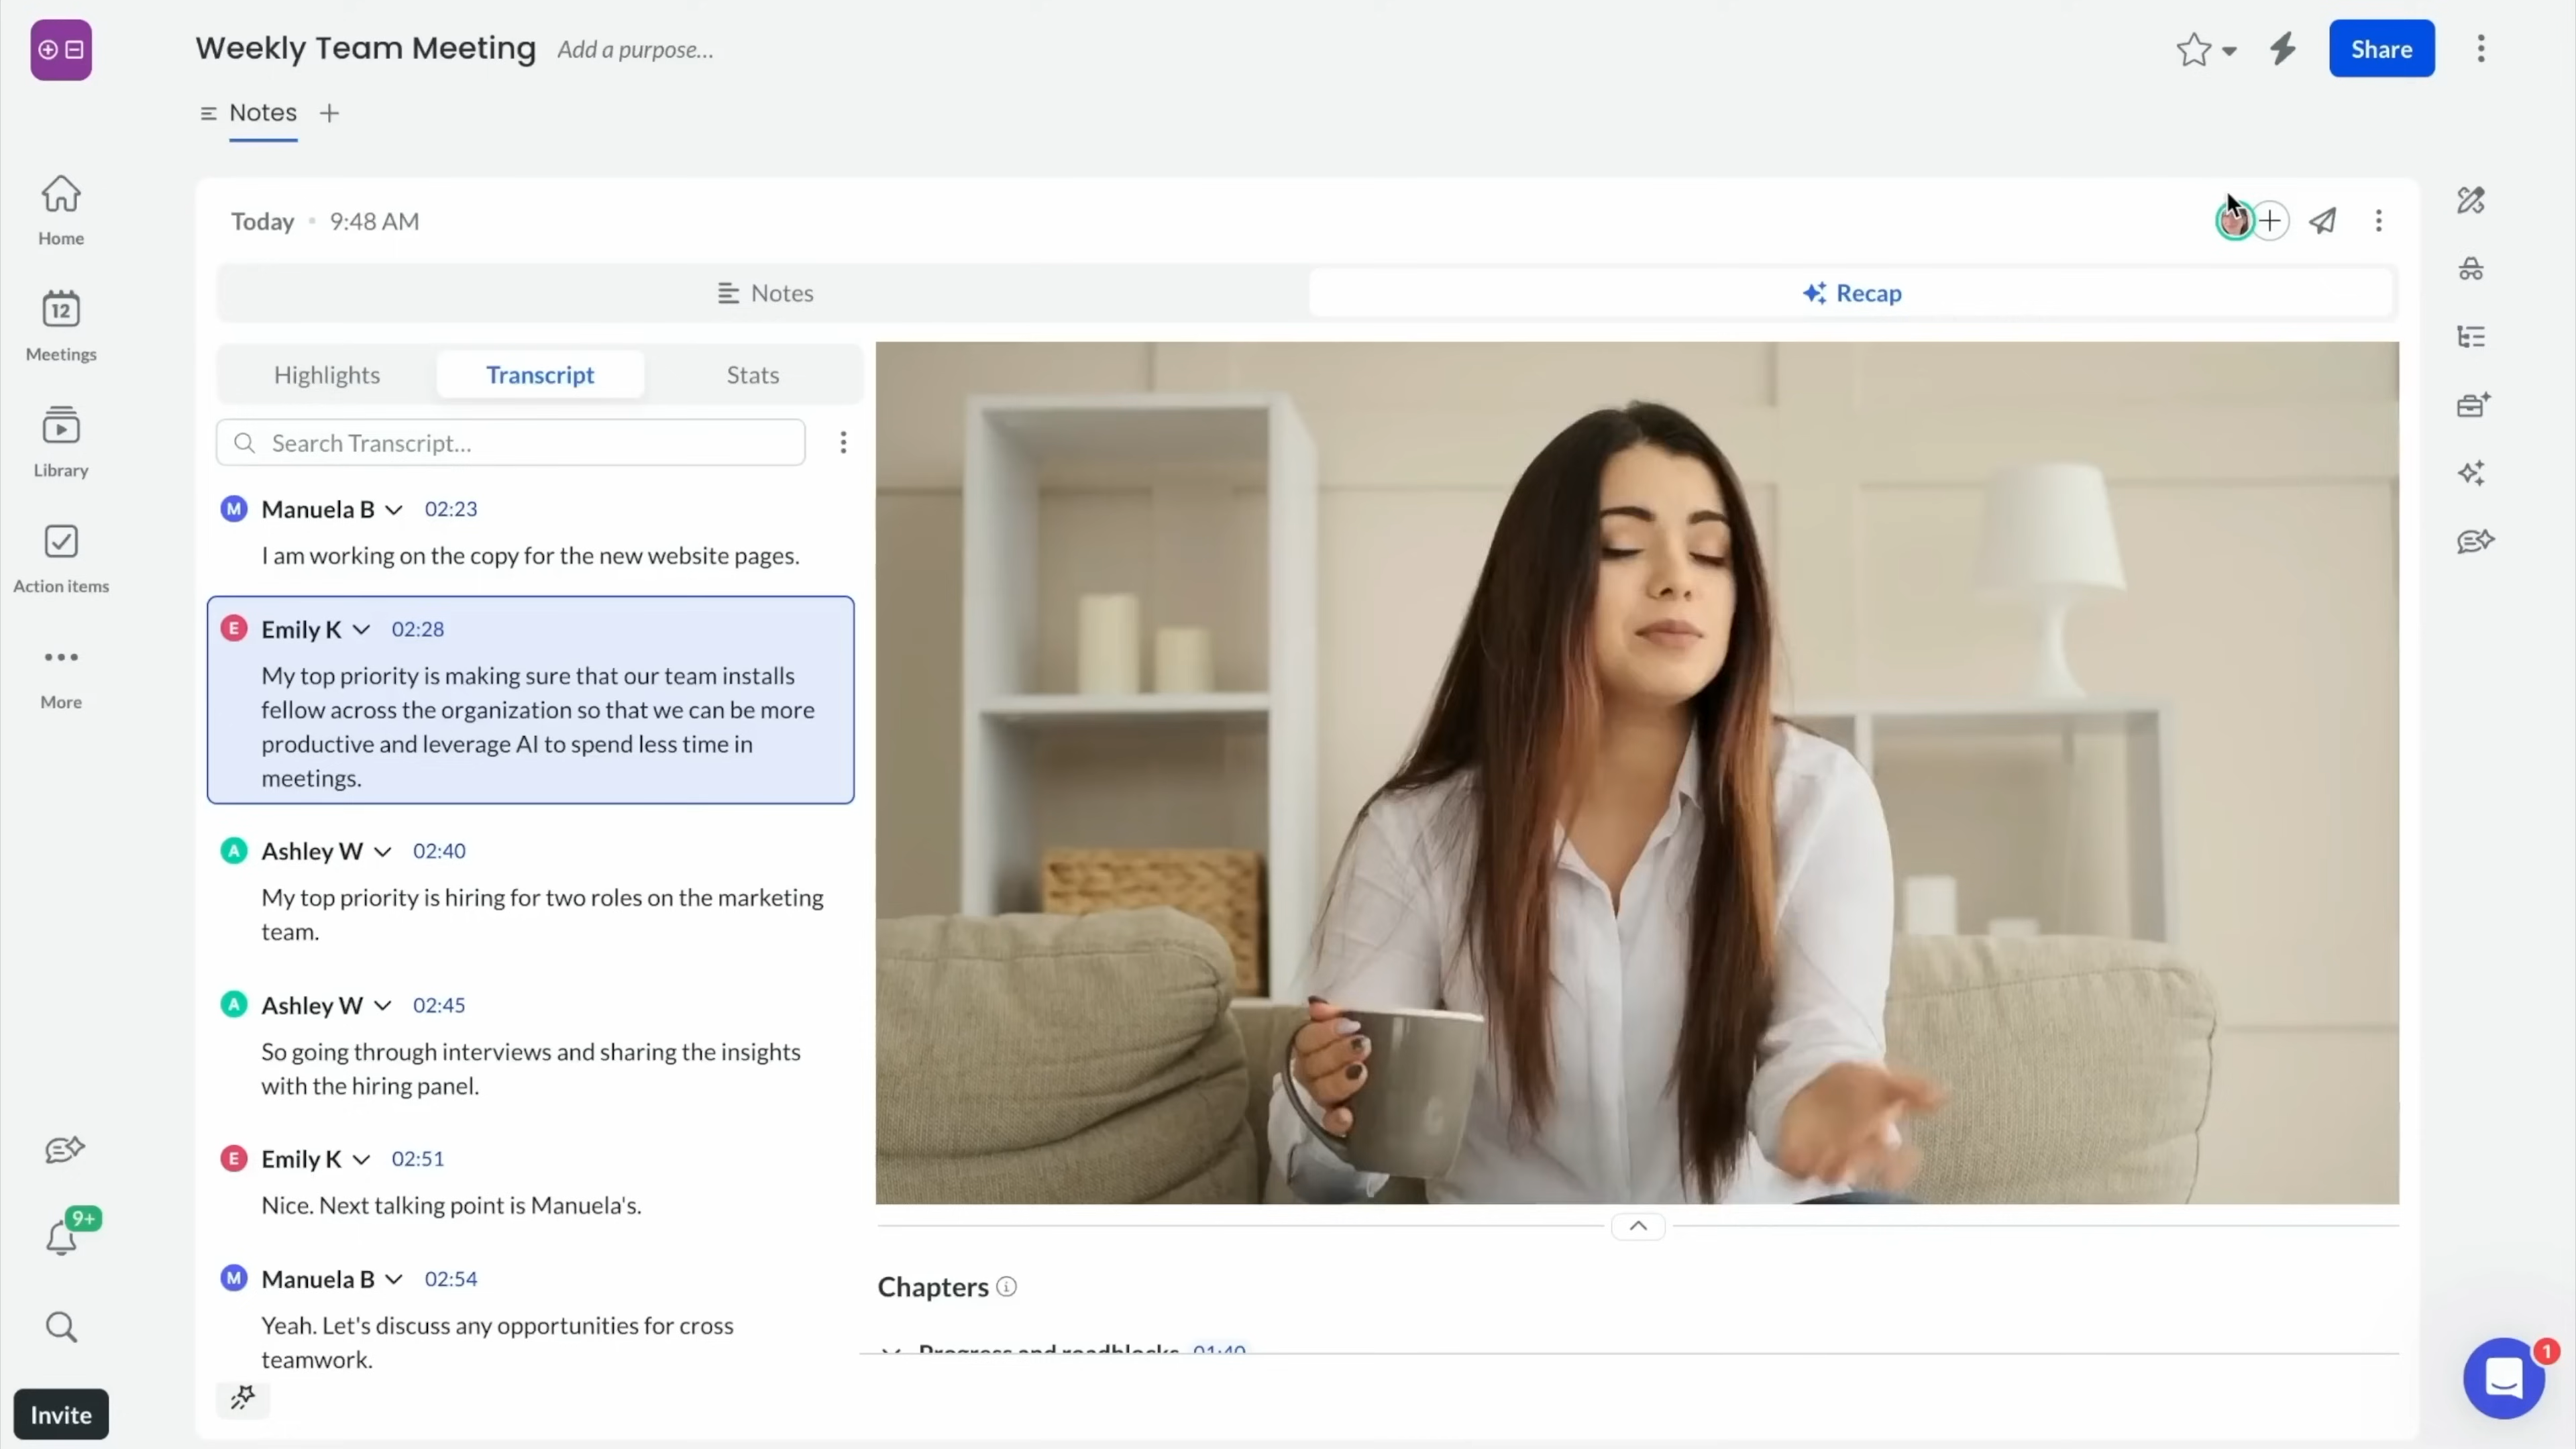 Weekly Team Meeting Add a purpose...
Share
Notes
Home
12
Meetings
Library
Action items
More
9+
Invite
Today • 9:48 AM
Notes
Recap
Highlights Transcript Stats
Search Transcript...
M Manuela B 02:23
I am working on the copy for the new website pages.
E Emily K 02:28
My top priority is making sure that our team installs
fellow across the organization so that we can be more
productive and leverage AI to spend less time in
meetings.
A Ashley W 02:40
My top priority is hiring for two roles on the marketing
team.
A Ashley W 02:45
So going through interviews and sharing the insights
with the hiring panel.
E Emily K 02:51
Nice. Next talking point is Manuela's.
M Manuela B 02:54
Yeah. Let's discuss any opportunities for cross
teamwork.
Chapters
Progress and roadblocks 01:40
1